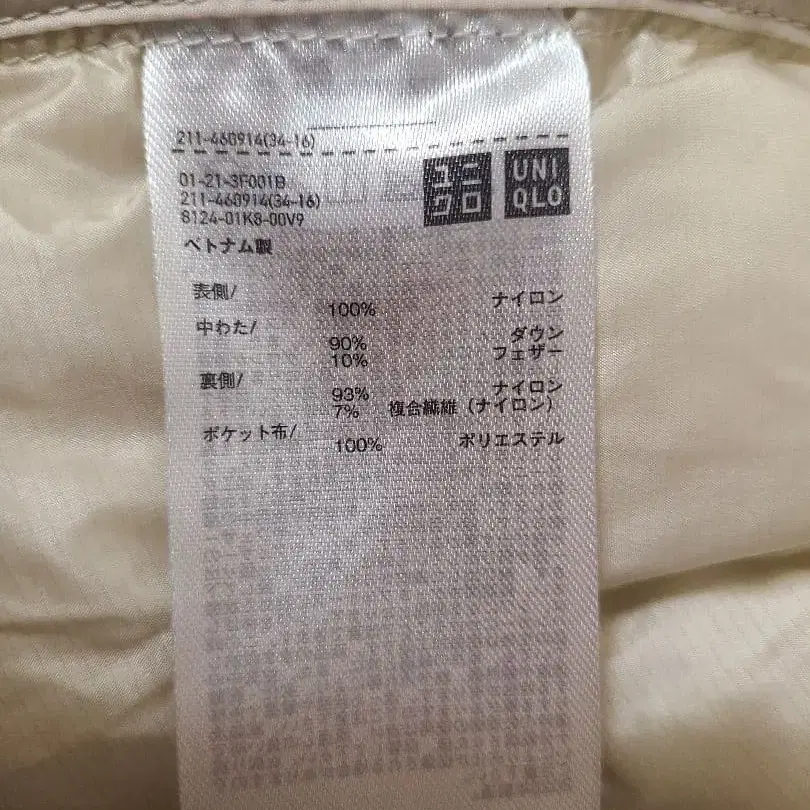 211-460914(34-16)
01-21-3F001B
211-460914(34-16)
8124-01K8-00V9
ユニ
クロ
UNI
QLO
ベトナム製
表側/
100% ナイロン
中わた/
90% ダウン
10% フェザー
裏側/
93% ナイロン
7% 複合繊維（ナイロン）
ポケット布/
100% ポリエステル